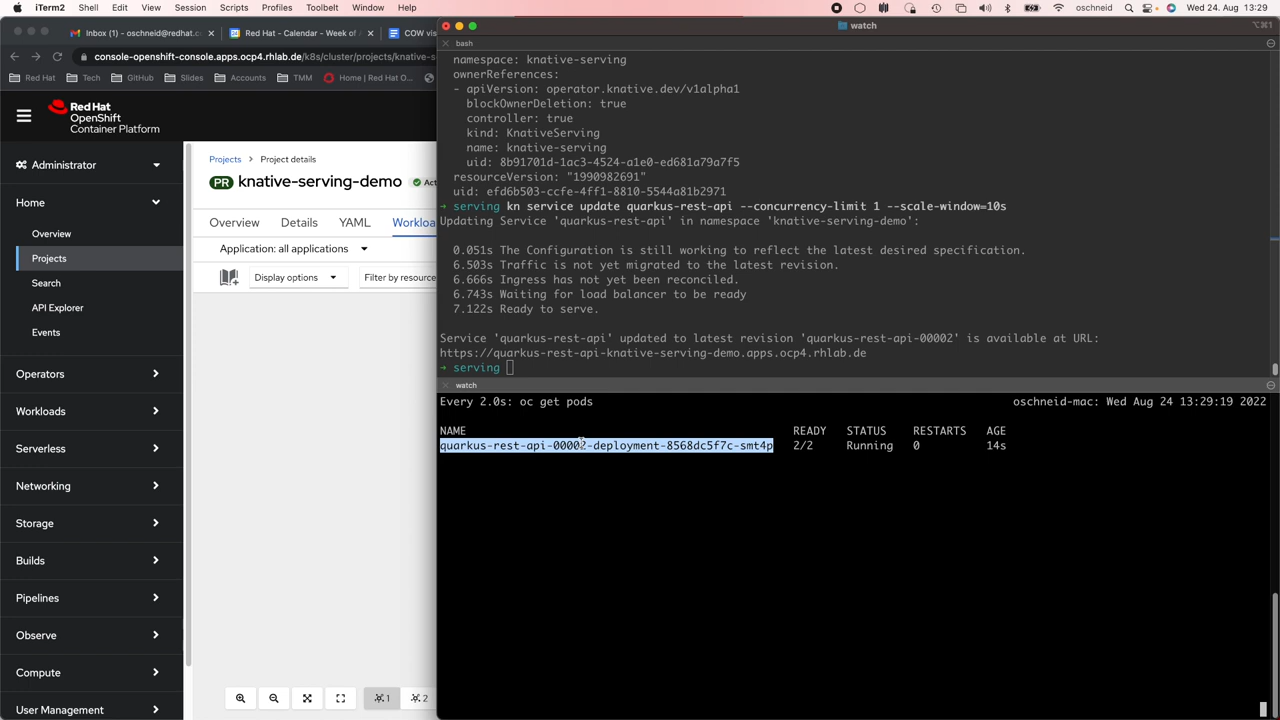 iTerm2 Shell Edit View Session Scripts Profiles Toolbelt Window Help oschneid Wed 24. Aug 13:29
watch ⌥⌘1
Inbox (1) - oschneid@redhat.c
Red Hat - Calendar - Week of
COW vis
console-openshift-console.apps.ocp4.rhlab.de/k8s/cluster/projects/knative-s
Red Hat Tech GitHub Slides Accounts TMM Home | Red Hat O...
Red Hat
OpenShift
Container Platform
Administrator
Home
Overview
Projects
Search
API Explorer
Events
Operators
Workloads
Serverless
Networking
Storage
Builds
Pipelines
Observe
Compute
User Management
Projects > Project details
PR knative-serving-demo Act
Overview Details YAML Workloa
Application: all applications
Display options Filter by resource
1 2
bash
namespace: knative-serving
ownerReferences:
- apiVersion: operator.knative.dev/v1alpha1
blockOwnerDeletion: true
controller: true
kind: KnativeServing
name: knative-serving
uid: 8b91701d-1ac3-4524-a1e0-ed681a79a7f5
resourceVersion: "1990982691"
uid: efd6b503-ccfe-4ff1-8810-5544a81b2971
➜ serving kn service update quarkus-rest-api --concurrency-limit 1 --scale-window=10s
Updating Service 'quarkus-rest-api' in namespace 'knative-serving-demo':
0.051s The Configuration is still working to reflect the latest desired specification.
6.503s Traffic is not yet migrated to the latest revision.
6.666s Ingress has not yet been reconciled.
6.743s Waiting for load balancer to be ready
7.122s Ready to serve.
Service 'quarkus-rest-api' updated to latest revision 'quarkus-rest-api-00002' is available at URL:
https://quarkus-rest-api-knative-serving-demo.apps.ocp4.rhlab.de
➜ serving
watch
Every 2.0s: oc get pods oschneid-mac: Wed Aug 24 13:29:19 2022
NAME READY STATUS RESTARTS AGE
quarkus-rest-api-00002-deployment-8568dc5f7c-smt4p 2/2 Running 0 14s